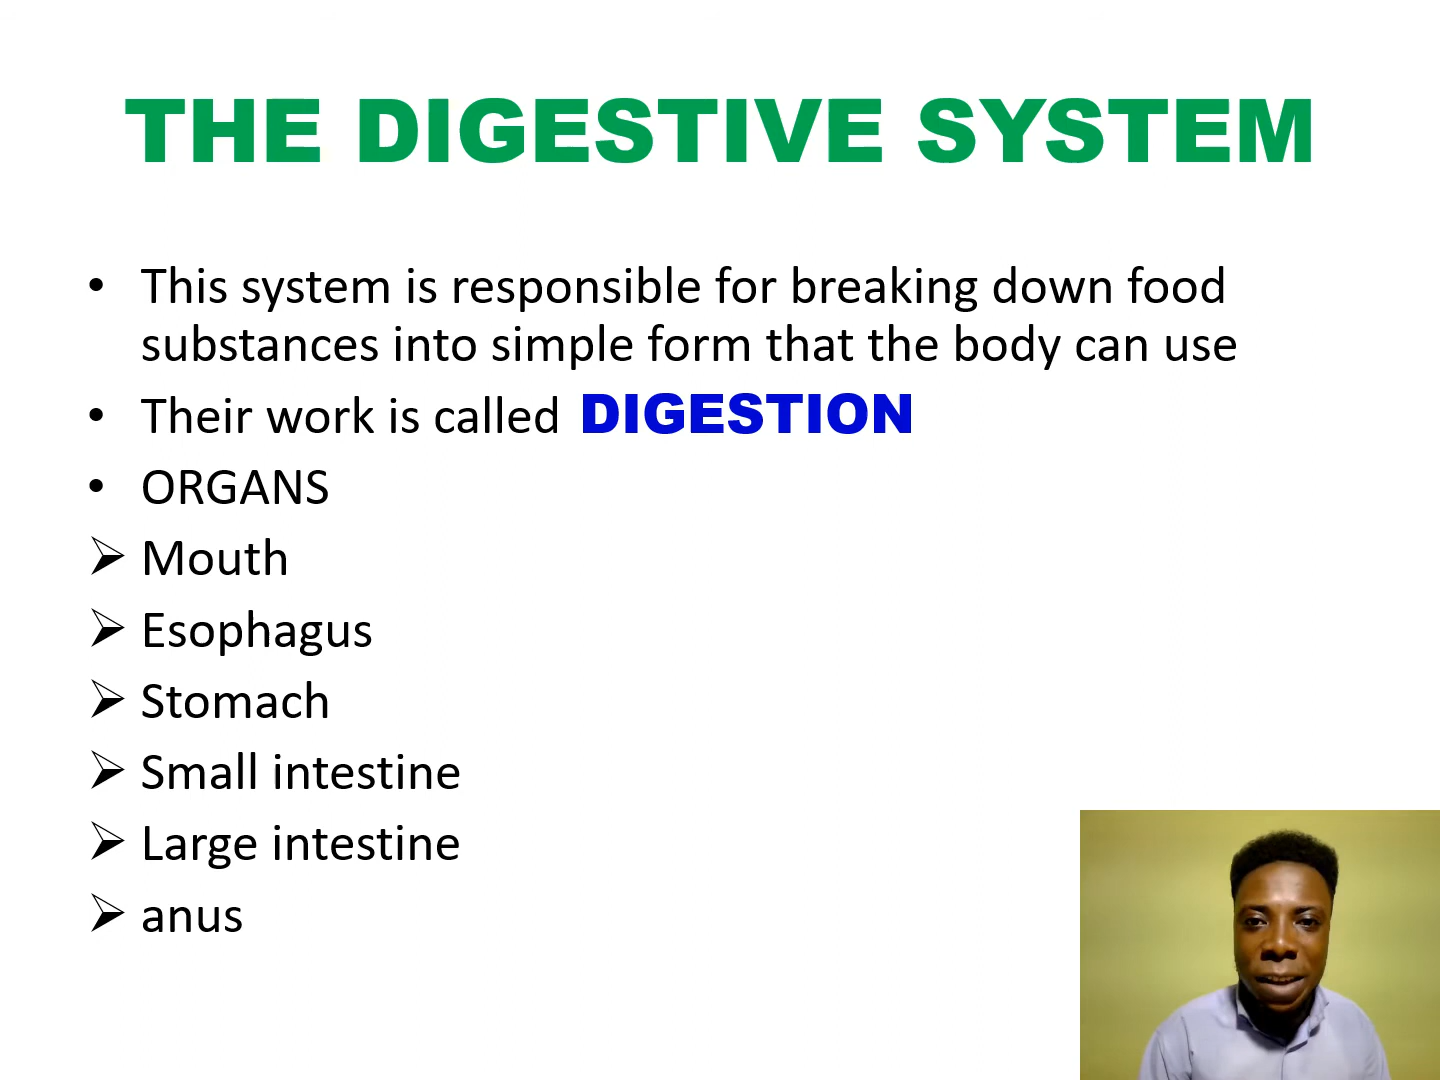 THE DIGESTIVE SYSTEM
• This system is responsible for breaking down food
substances into simple form that the body can use
• Their work is called DIGESTION
• ORGANS
➢ Mouth
➢ Esophagus
➢ Stomach
➢ Small intestine
➢ Large intestine
➢ anus